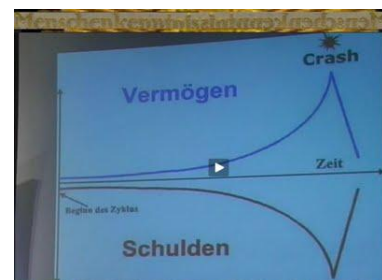 Crash
Vermögen
Zeit
Beginn des Zyklus
Schulden